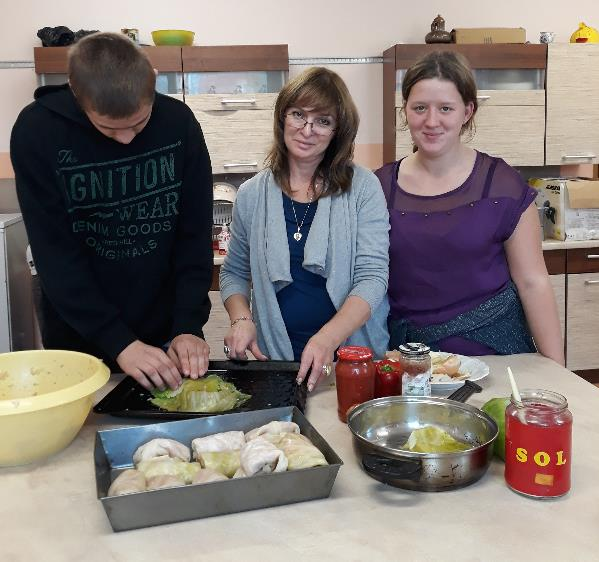 The
IGNITION
WEAR
DENIM GOODS
ORIGINALS
SOL